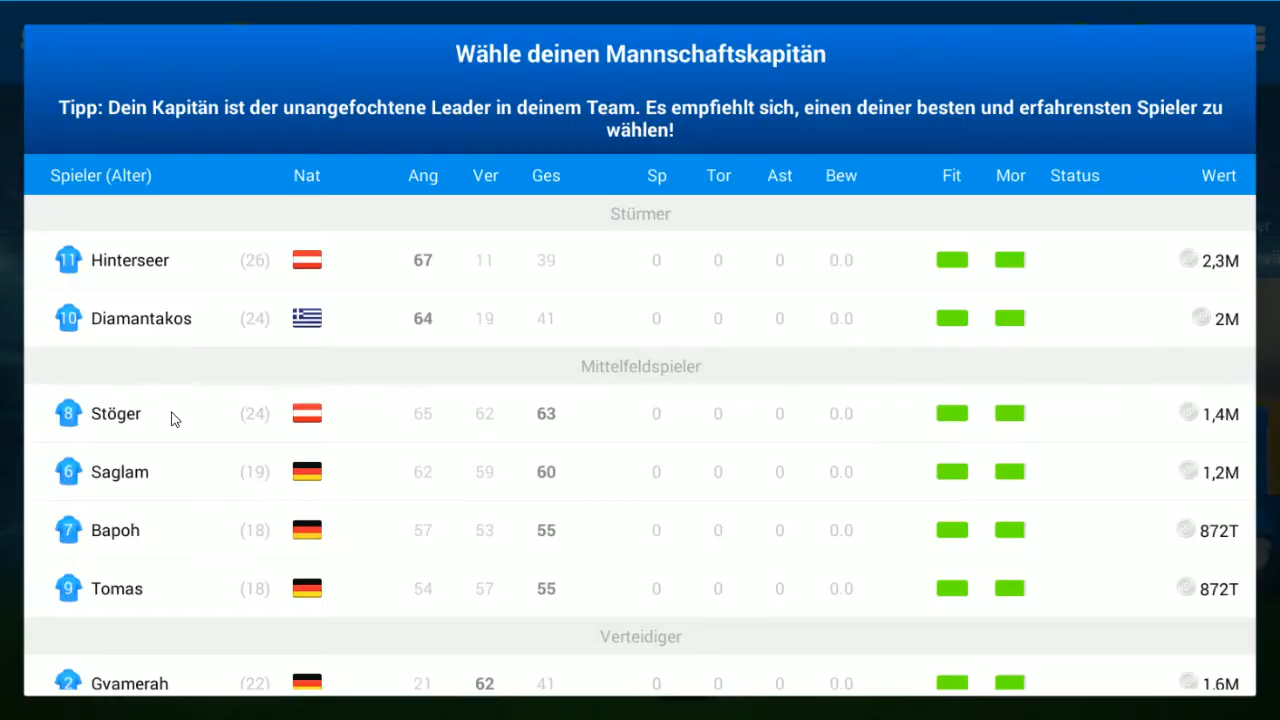 Wähle deinen Mannschaftskapitän
Tipp: Dein Kapitän ist der unangefochtene Leader in deinem Team. Es empfiehlt sich, einen deiner besten und erfahrensten Spieler zu
wählen!
Spieler (Alter) Nat Ang Ver Ges Sp Tor Ast Bew Fit Mor Status Wert
Stürmer
11 Hinterseer (26) 67 11 39 0 0 0 0.0 2,3M
10 Diamantakos (24) 64 19 41 0 0 0 0.0 2M
Mittelfeldspieler
8 Stöger (24) 65 62 63 0 0 0 0.0 1,4M
6 Saglam (19) 62 59 60 0 0 0 0.0 1,2M
7 Bapoh (18) 57 53 55 0 0 0 0.0 872T
9 Tomas (18) 54 57 55 0 0 0 0.0 872T
Verteidiger
2 Gyamerah (22) 21 62 41 0 0 0 0.0 1,6M